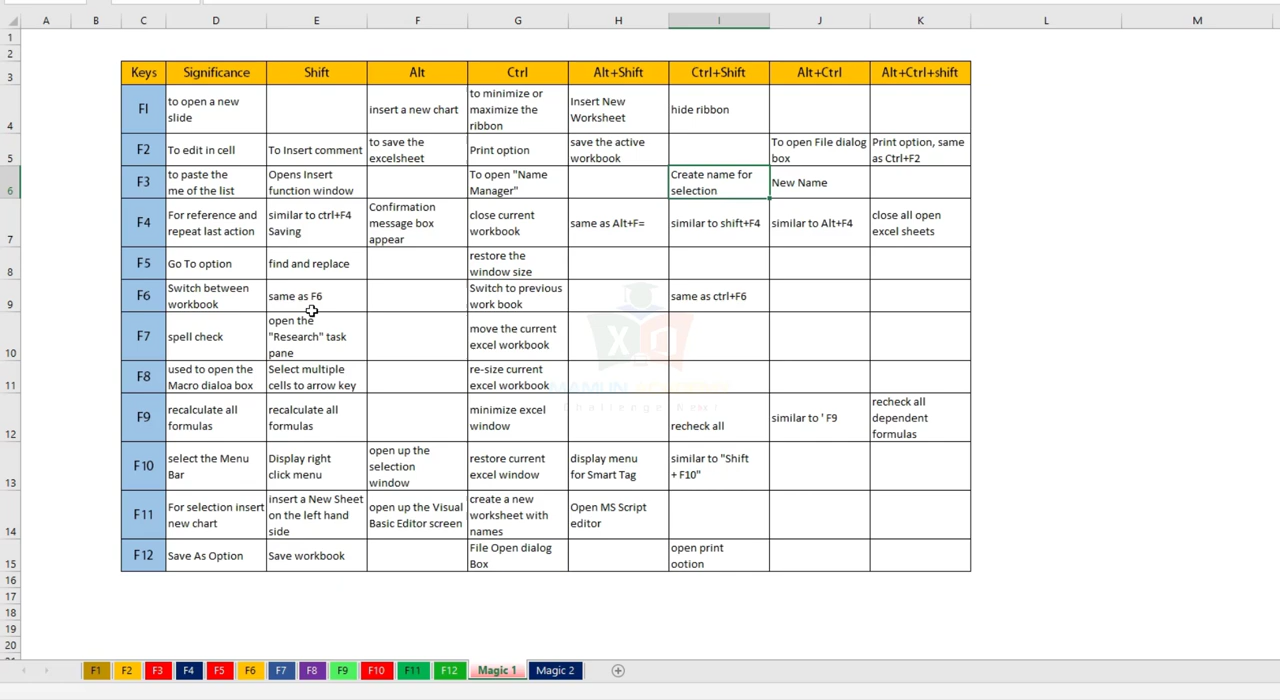 A B C D E F G H I J K L M
1
2
3 Keys Significance Shift Alt Ctrl Alt+Shift Ctrl+Shift Alt+Ctrl Alt+Ctrl+shift
4 F1
to open a new
slide
insert a new chart
to minimize or
maximize the
ribbon
Insert New
Worksheet
hide ribbon
5 F2
To edit in cell
To Insert comment
to save the
excelsheet
Print option
save the active
workbook
To open File dialog
box
Print option, same
as Ctrl+F2
6 F3
to paste the
me of the list
Opens Insert
function window
To open "Name
Manager"
Create name for
selection
New Name
7 F4
For reference and
repeat last action
similar to ctrl+F4
Saving
Confirmation
message box
appear
close current
workbook
same as Alt+F=
similar to shift+F4
similar to Alt+F4
close all open
excel sheets
8 F5
Go To option
find and replace
restore the
window size
9 F6
Switch between
workbook
same as F6
Switch to previous
work book
same as ctrl+F6
10 F7
spell check
open the
"Research" task
pane
move the current
excel workbook
11 F8
used to open the
Macro dialoa box
Select multiple
cells to arrow key
re-size current
excel workbook
12 F9
recalculate all
formulas
recalculate all
formulas
minimize excel
window
recheck all
similar to ' F9
recheck all
dependent
formulas
13 F10
select the Menu
Bar
Display right
click menu
open up the
selection
window
restore current
excel window
display menu
for Smart Tag
similar to "Shift
+ F10"
14 F11
For selection insert
new chart
insert a New Sheet
on the left hand
side
open up the Visual
Basic Editor screen
create a new
worksheet with
names
Open MS Script
editor
15 F12
Save As Option
Save workbook
File Open dialog
Box
open print
ootion
16
17
18
19
20
F1 F2 F3 F4 F5 F6 F7 F8 F9 F10 F11 F12 Magic 1 Magic 2